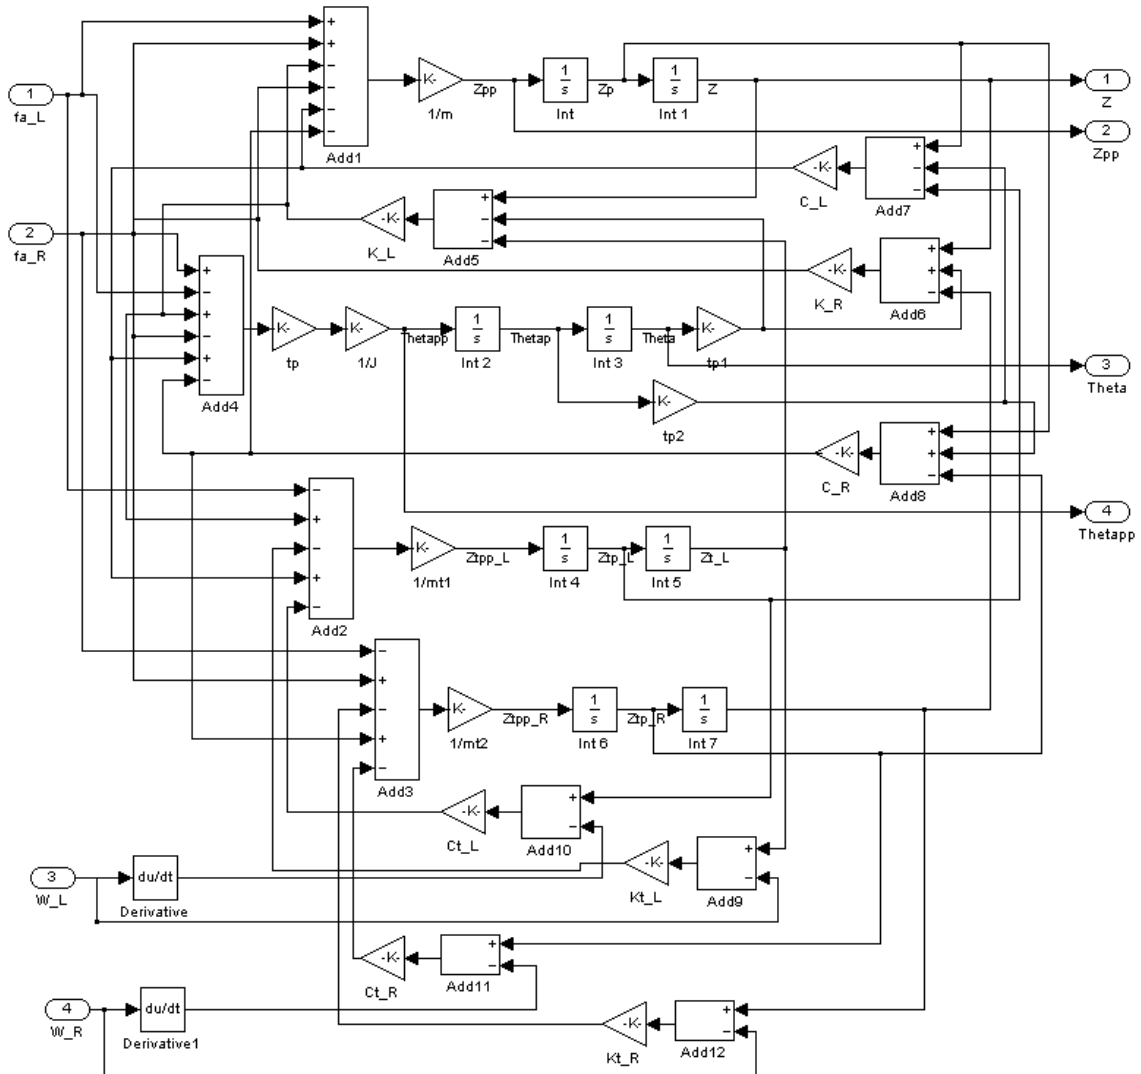 +
+
−
−
−
−
Add1
K-
1/m
Zpp
1
s
Int
Zp
1
s
Int 1
Z
1
Z
2
Zpp
1
fa_L
+
−
−
Add7
-K-
C_L
+
−
−
Add5
-K-
K_L
2
fa_R
+
+
−
Add6
-K-
K_R
+
−
+
−
+
−
Add4
K-
tp
K-
1/J
Thetapp
1
s
Int 2
Thetap
1
s
Int 3
Theta
K-
tp1
3
Theta
K-
tp2
+
+
−
Add8
-K-
C_R
4
Thetapp
−
+
−
+
−
Add2
K-
1/mt1
Ztpp_L
1
s
Int 4
Ztp_L
1
s
Int 5
Zt_L
−
+
−
+
−
Add3
K-
1/mt2
Ztpp_R
1
s
Int 6
Ztp_R
1
s
Int 7
+
−
Add10
-K-
Ct_L
+
−
Add9
-K-
Kt_L
3
W_L
du/dt
Derivative
+
−
Add11
-K-
Ct_R
4
W_R
du/dt
Derivative1
+
−
Add12
-K-
Kt_R